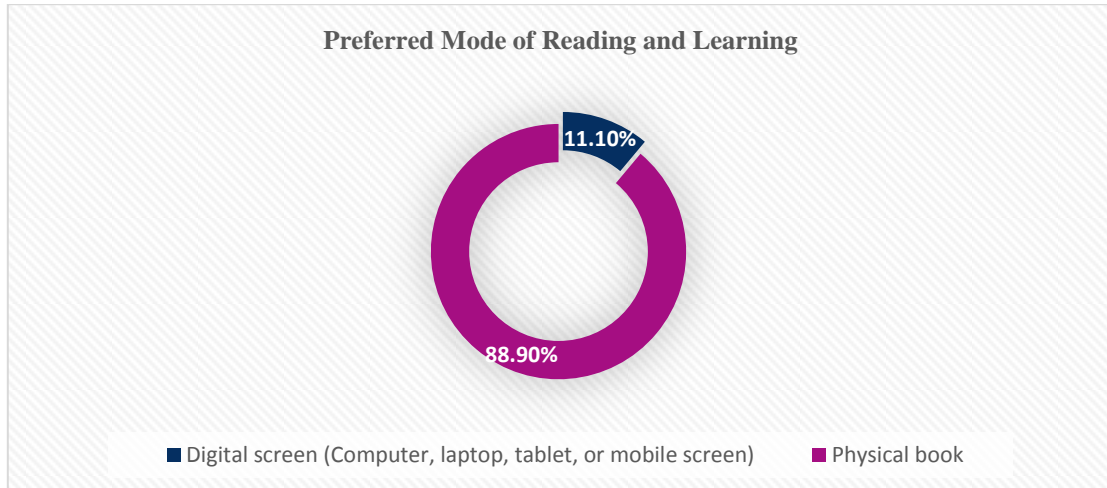 Preferred Mode of Reading and Learning
11.10%
88.90%
Digital screen (Computer, laptop, tablet, or mobile screen)
Physical book